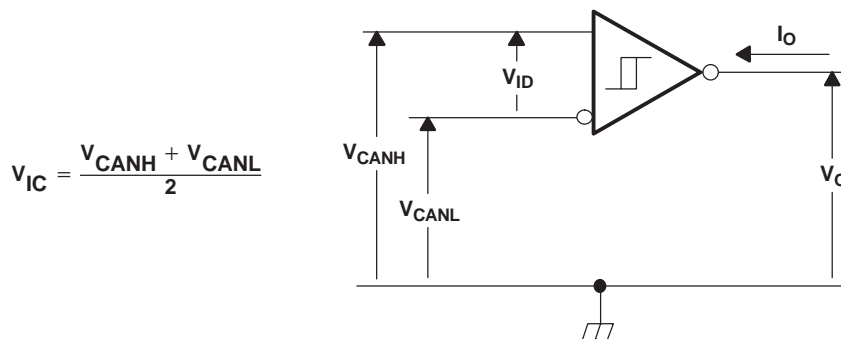 V_IC = (V_CANH + V_CANL) / 2
I_O
V_ID
V_CANH
V_CANL